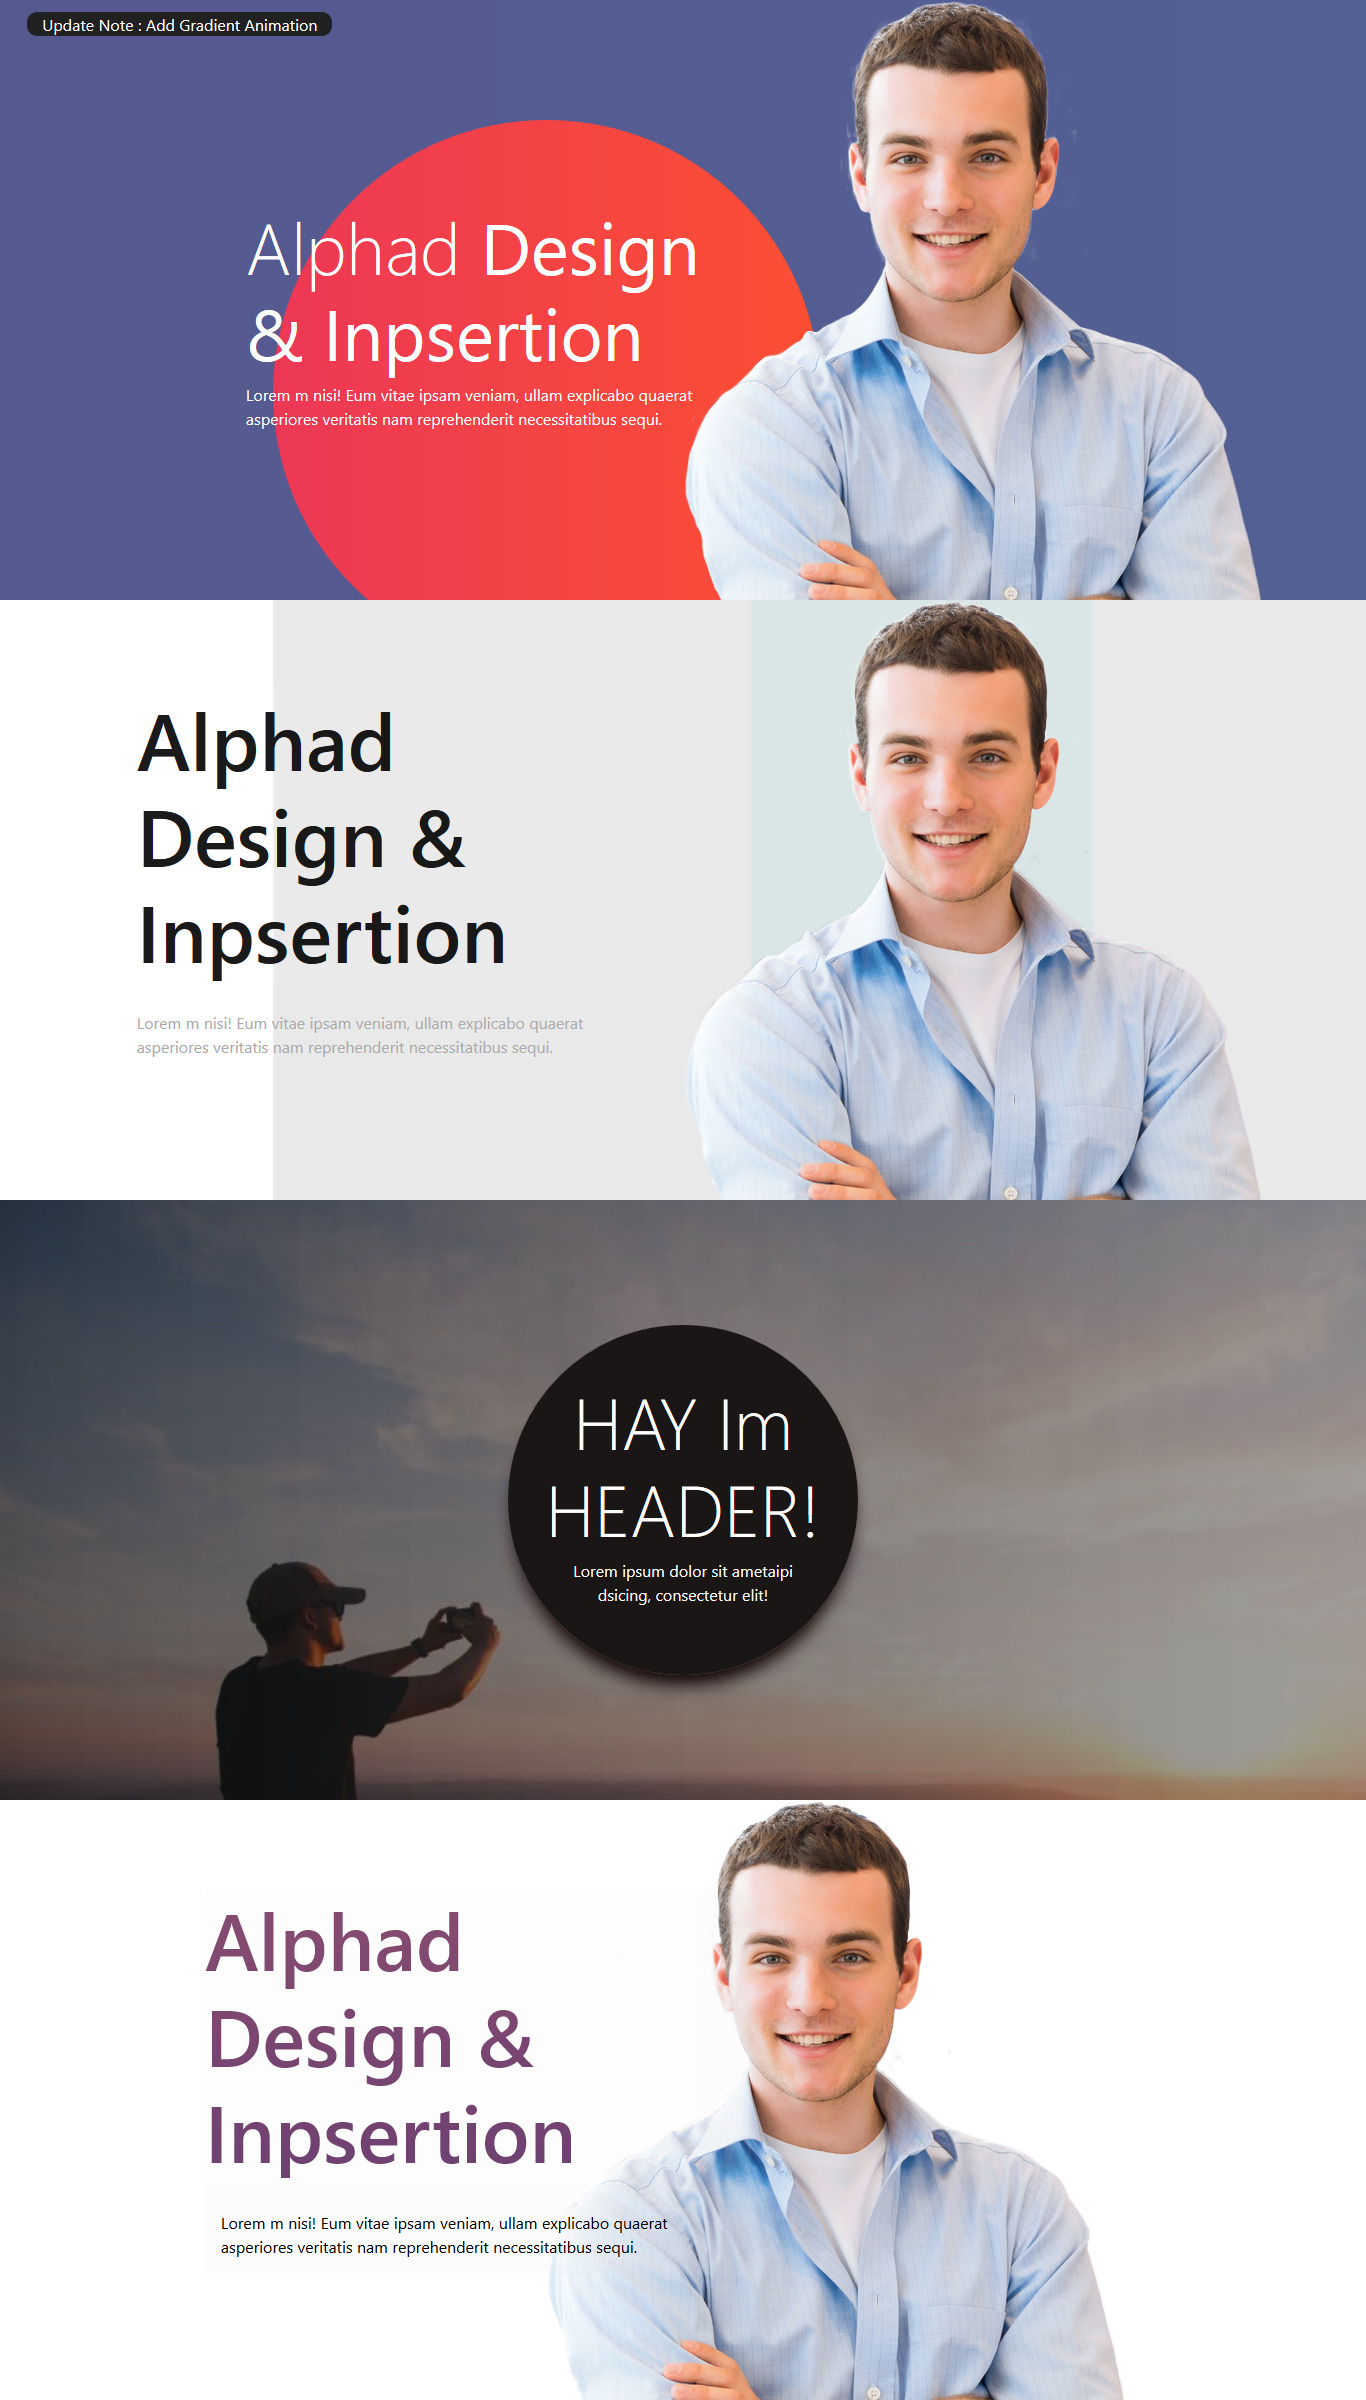 Update Note : Add Gradient Animation
Alphad Design
& Inpsertion
Lorem m nisi! Eum vitae ipsam veniam, ullam explicabo quaerat
asperiores veritatis nam reprehenderit necessitatibus sequi.
Alphad
Design &
Inpsertion
Lorem m nisi! Eum vitae ipsam veniam, ullam explicabo quaerat
asperiores veritatis nam reprehenderit necessitatibus sequi.
HAY Im
HEADER!
Lorem ipsum dolor sit ametaipi
dsicing, consectetur elit!
Alphad
Design &
Inpsertion
Lorem m nisi! Eum vitae ipsam veniam, ullam explicabo quaerat
asperiores veritatis nam reprehenderit necessitatibus sequi.